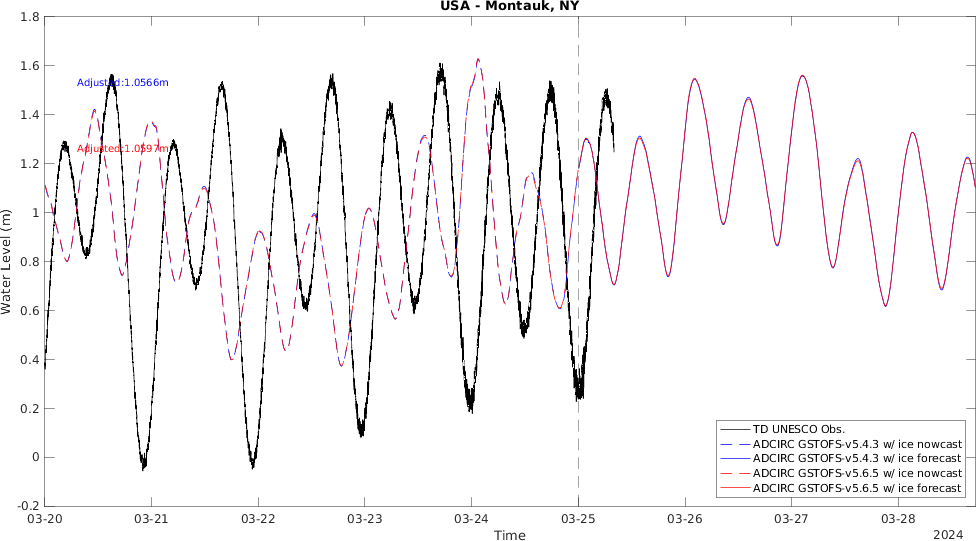 USA - Montauk, NY
1.8
1.6
1.4
1.2
1
0.8
0.6
0.4
0.2
0
-0.2
Water Level (m)
Adjusted:1.0566m
Adjusted:1.0597m
TD UNESCO Obs.
ADCIRC GSTOFS-v5.4.3 w/ ice nowcast
ADCIRC GSTOFS-v5.4.3 w/ ice forecast
ADCIRC GSTOFS-v5.6.5 w/ ice nowcast
ADCIRC GSTOFS-v5.6.5 w/ ice forecast
03-20 03-21 03-22 03-23 03-24 03-25 03-26 03-27 03-28
Time
2024